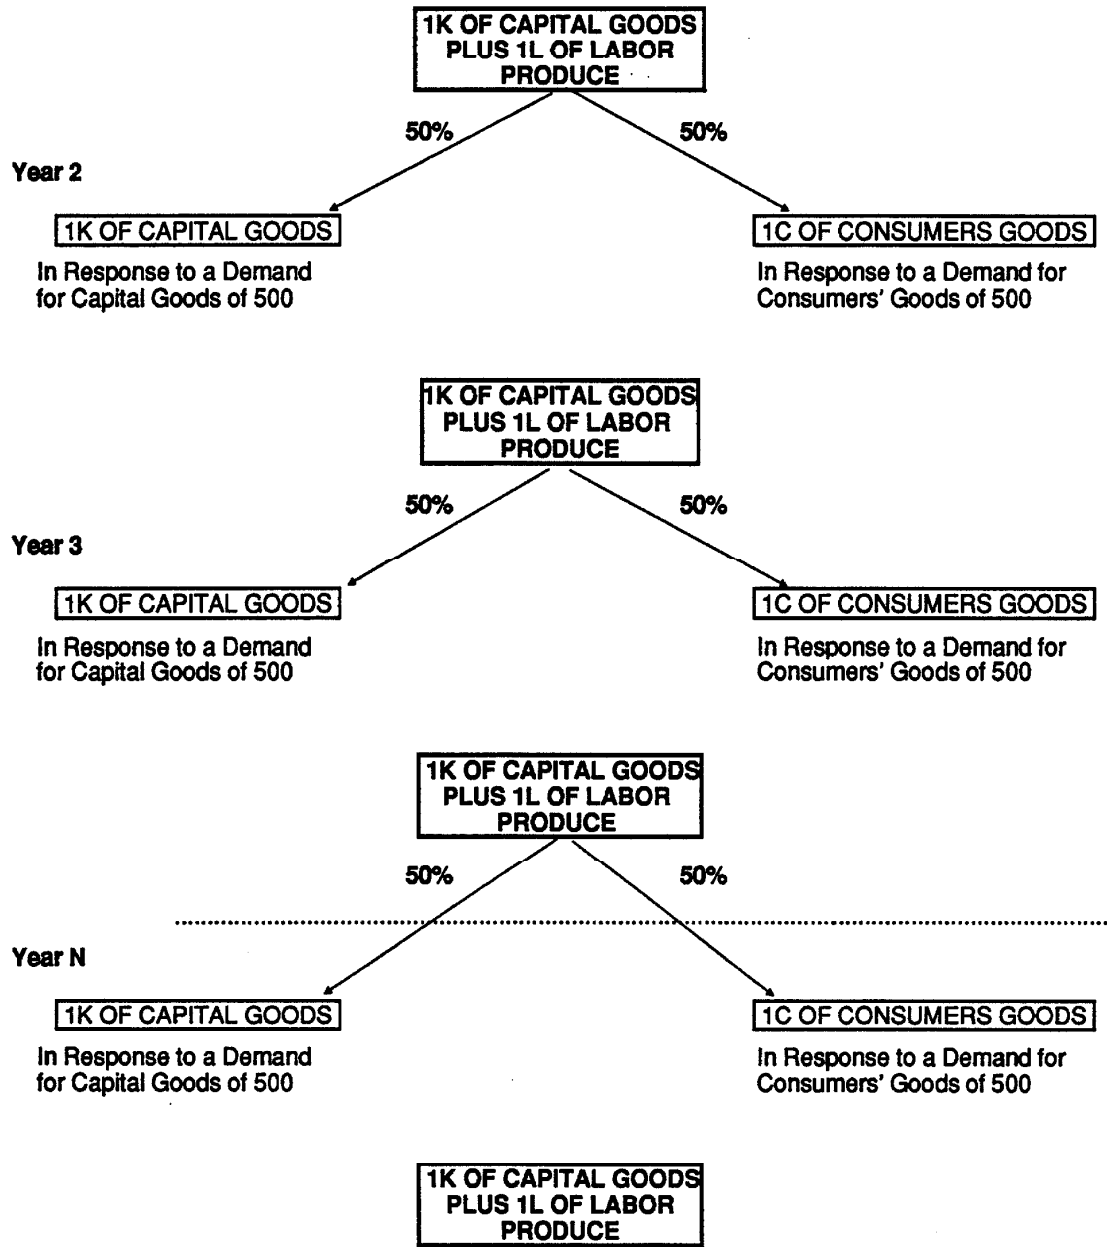 1K OF CAPITAL GOODS
PLUS 1L OF LABOR
PRODUCE
50%
50%
Year 2
1K OF CAPITAL GOODS
1C OF CONSUMERS GOODS
In Response to a Demand
for Capital Goods of 500
In Response to a Demand for
Consumers' Goods of 500
1K OF CAPITAL GOODS
PLUS 1L OF LABOR
PRODUCE
50%
50%
Year 3
1K OF CAPITAL GOODS
1C OF CONSUMERS GOODS
In Response to a Demand
for Capital Goods of 500
In Response to a Demand for
Consumers' Goods of 500
1K OF CAPITAL GOODS
PLUS 1L OF LABOR
PRODUCE
50%
50%
Year N
1K OF CAPITAL GOODS
1C OF CONSUMERS GOODS
In Response to a Demand
for Capital Goods of 500
In Response to a Demand for
Consumers' Goods of 500
1K OF CAPITAL GOODS
PLUS 1L OF LABOR
PRODUCE